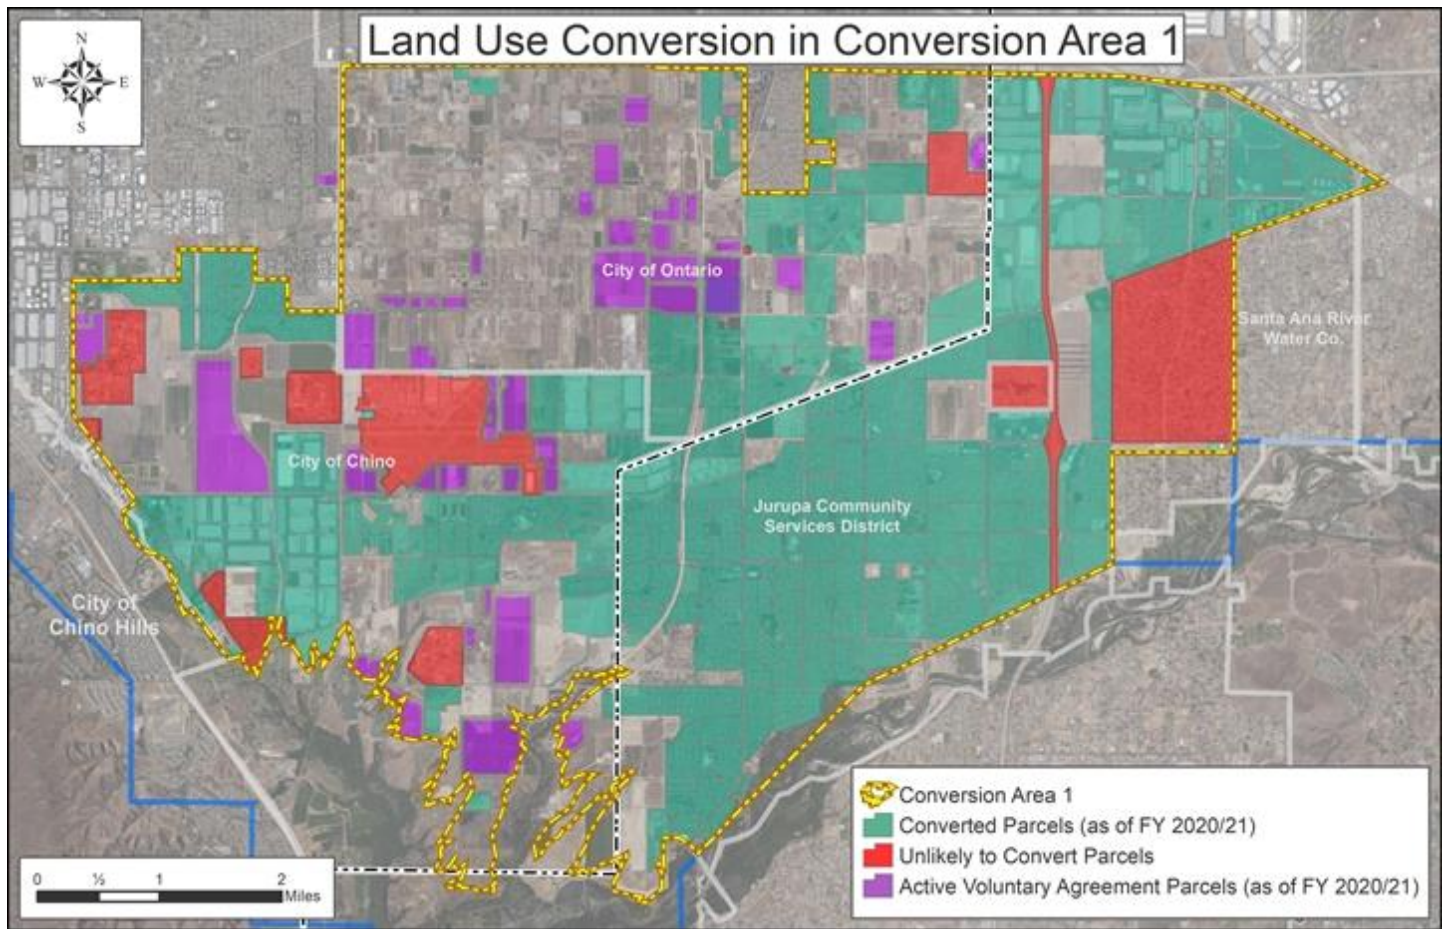 Land Use Conversion in Conversion Area 1
N
W
E
S
City of Ontario
Santa Ana River
Water Co.
City of Chino
Jurupa Community
Services District
City of
Chino Hills
Conversion Area 1
Converted Parcels (as of FY 2020/21)
Unlikely to Convert Parcels
Active Voluntary Agreement Parcels (as of FY 2020/21)
0 ½ 1 2
Miles